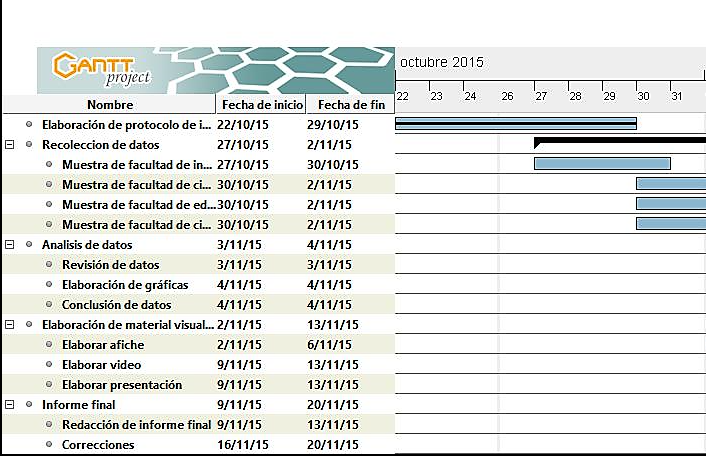 GANTT project
octubre 2015
22 23 24 26 27 28 29 30 31
Nombre Fecha de inicio Fecha de fin
Elaboración de protocolo de i... 22/10/15 29/10/15
Recoleccion de datos 27/10/15 2/11/15
Muestra de facultad de in... 27/10/15 30/10/15
Muestra de facultad de ci... 30/10/15 2/11/15
Muestra de facultad de ed... 30/10/15 2/11/15
Muestra de facultad de ci... 30/10/15 2/11/15
Analisis de datos 3/11/15 4/11/15
Revisión de datos 3/11/15 3/11/15
Elaboración de gráficas 4/11/15 4/11/15
Conclusión de datos 4/11/15 4/11/15
Elaboración de material visual... 2/11/15 13/11/15
Elaborar afiche 2/11/15 6/11/15
Elaborar video 9/11/15 13/11/15
Elaborar presentación 9/11/15 13/11/15
Informe final 9/11/15 20/11/15
Redacción de informe final 9/11/15 13/11/15
Correcciones 16/11/15 20/11/15